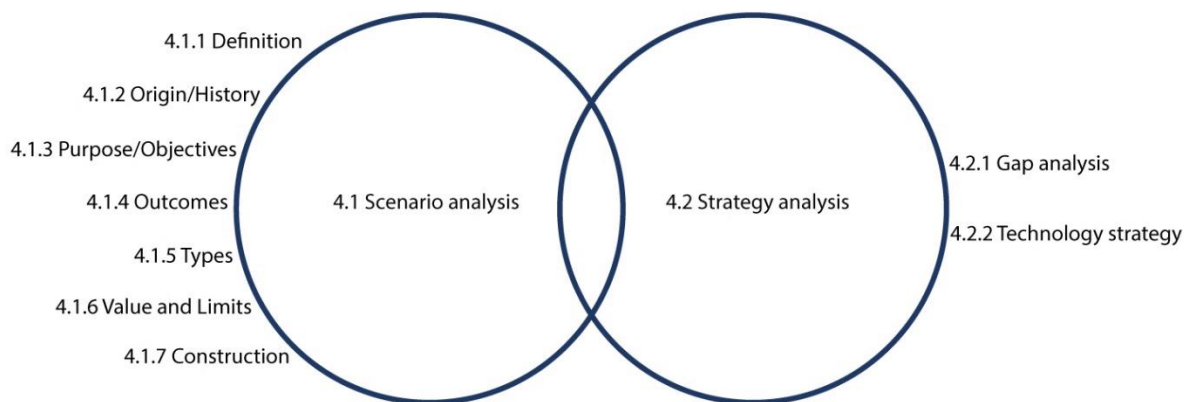 4.1.1 Definition
4.1.2 Origin/History
4.1.3 Purpose/Objectives
4.1.4 Outcomes
4.1.5 Types
4.1.6 Value and Limits
4.1.7 Construction
4.1 Scenario analysis
4.2 Strategy analysis
4.2.1 Gap analysis
4.2.2 Technology strategy